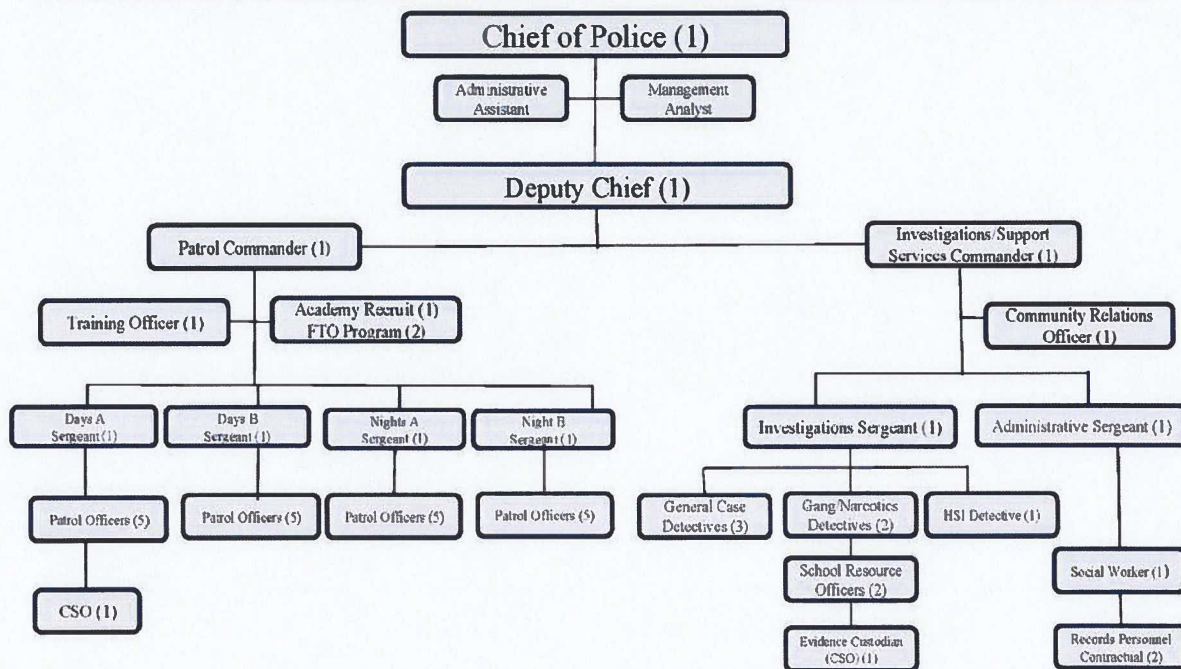 Chief of Police (1)
Administrative
Assistant
Management
Analyst
Deputy Chief (1)
Patrol Commander (1)
Investigations/Support
Services Commander (1)
Training Officer (1)
Academy Recruit (1)
FTO Program (2)
Community Relations
Officer (1)
Days A
Sergeant (1)
Days B
Sergeant (1)
Nights A
Sergeant (1)
Night B
Sergeant (1)
Investigations Sergeant (1)
Administrative Sergeant (1)
Patrol Officers (5)
Patrol Officers (5)
Patrol Officers (5)
Patrol Officers (5)
General Case
Detectives (3)
Gang/Narcotics
Detectives (2)
HSI Detective (1)
CSO (1)
School Resource
Officers (2)
Social Worker (1)
Evidence Custodian
(CSO) (1)
Records Personnel
Contractual (2)